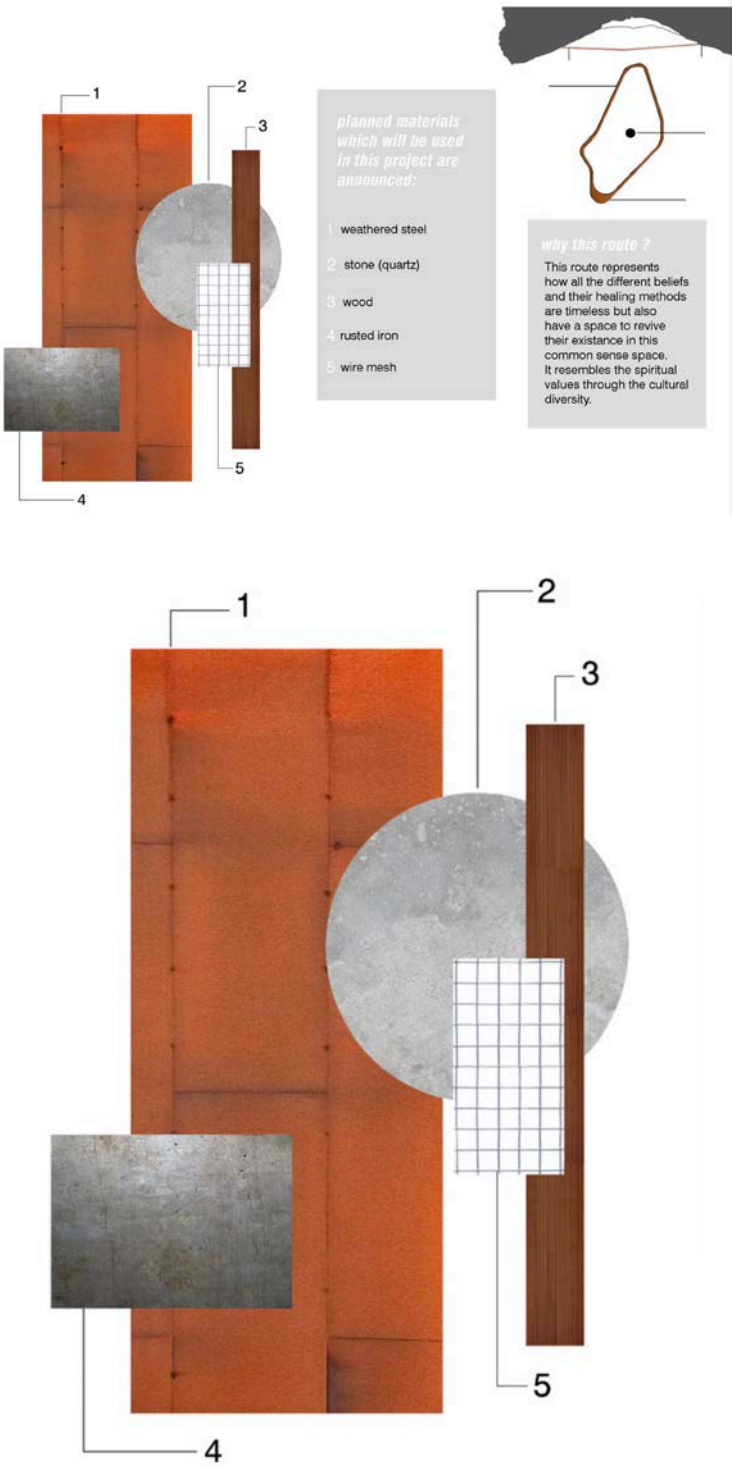 1
2
3
4
5
planned materials
which will be used
in this project are
announced:
1 weathered steel
2 stone (quartz)
3 wood
4 rusted iron
5 wire mesh
why this route ?
This route represents
how all the different beliefs
and their healing methods
are timeless but also
have a space to revive
their existance in this
common sense space.
It resembles the spiritual
values through the cultural
diversity.
1
2
3
4
5